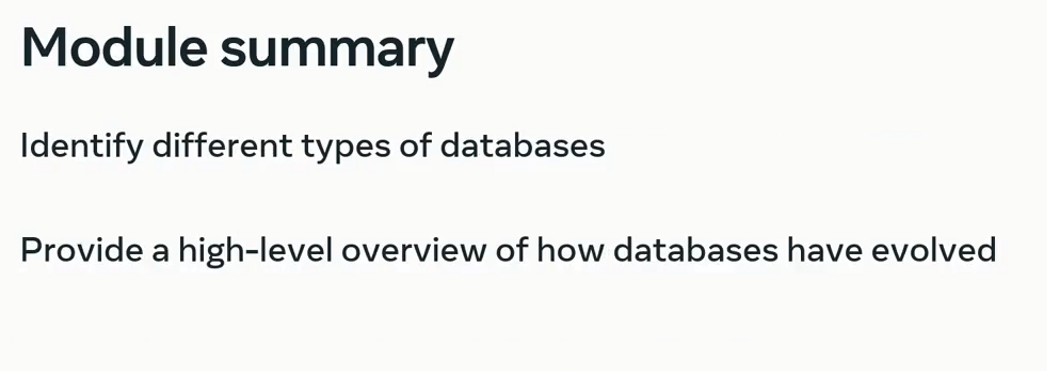 Module summary
Identify different types of databases
Provide a high-level overview of how databases have evolved